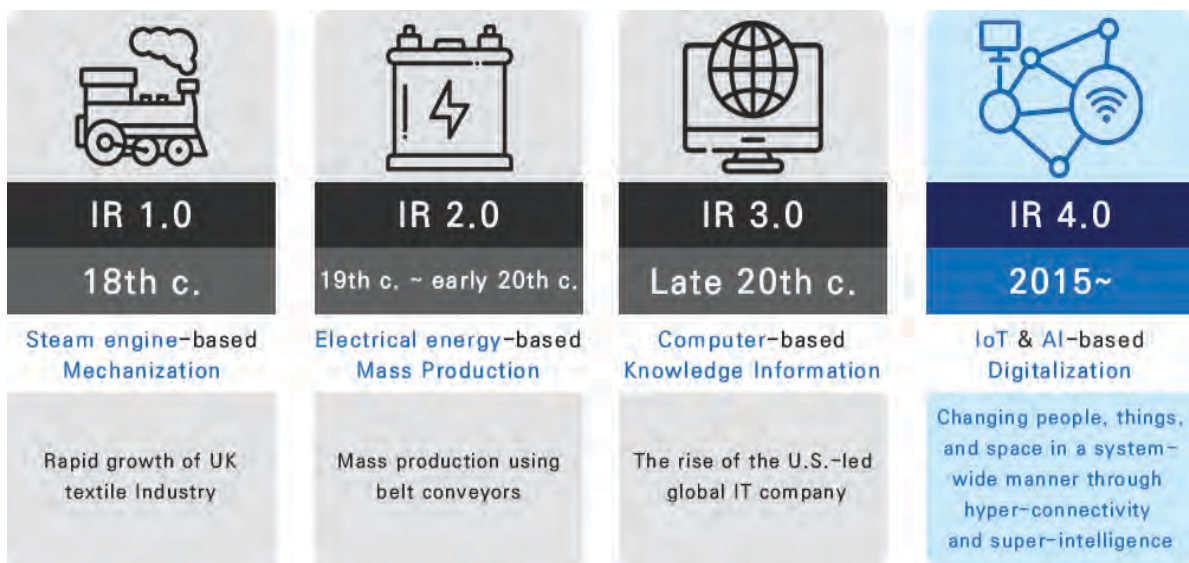 IR 1.0
18th c.
Steam engine-based
Mechanization
Rapid growth of UK
textile Industry
IR 2.0
19th c. ~ early 20th c.
Electrical energy-based
Mass Production
Mass production using
belt conveyors
IR 3.0
Late 20th c.
Computer-based
Knowledge Information
The rise of the U.S.-led
global IT company
IR 4.0
2015~
IoT & AI-based
Digitalization
Changing people, things,
and space in a system-
wide manner through
hyper-connectivity
and super-intelligence